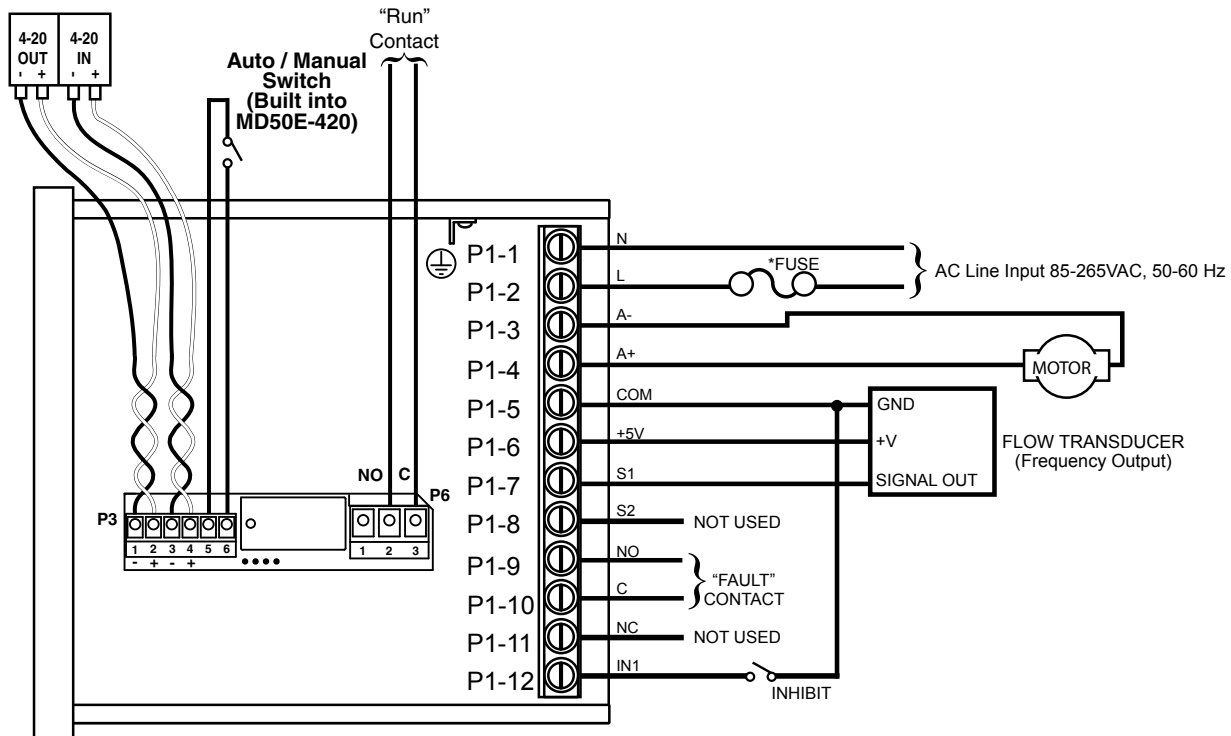 4-20
OUT
- +
4-20
IN
- +
Auto / Manual
Switch
(Built into
MD50E-420)
“Run”
Contact
NO C
P6
1 2 3
P3
1 2 3 4 5 6
- + - +
P1-1
P1-2
P1-3
P1-4
P1-5
P1-6
P1-7
P1-8
P1-9
P1-10
P1-11
P1-12
N
L
A-
A+
COM
+5V
S1
S2
NO
C
NC
IN1
*FUSE
AC Line Input 85-265VAC, 50-60 Hz
MOTOR
GND
+V
SIGNAL OUT
FLOW TRANSDUCER
(Frequency Output)
NOT USED
“FAULT”
CONTACT
NOT USED
INHIBIT